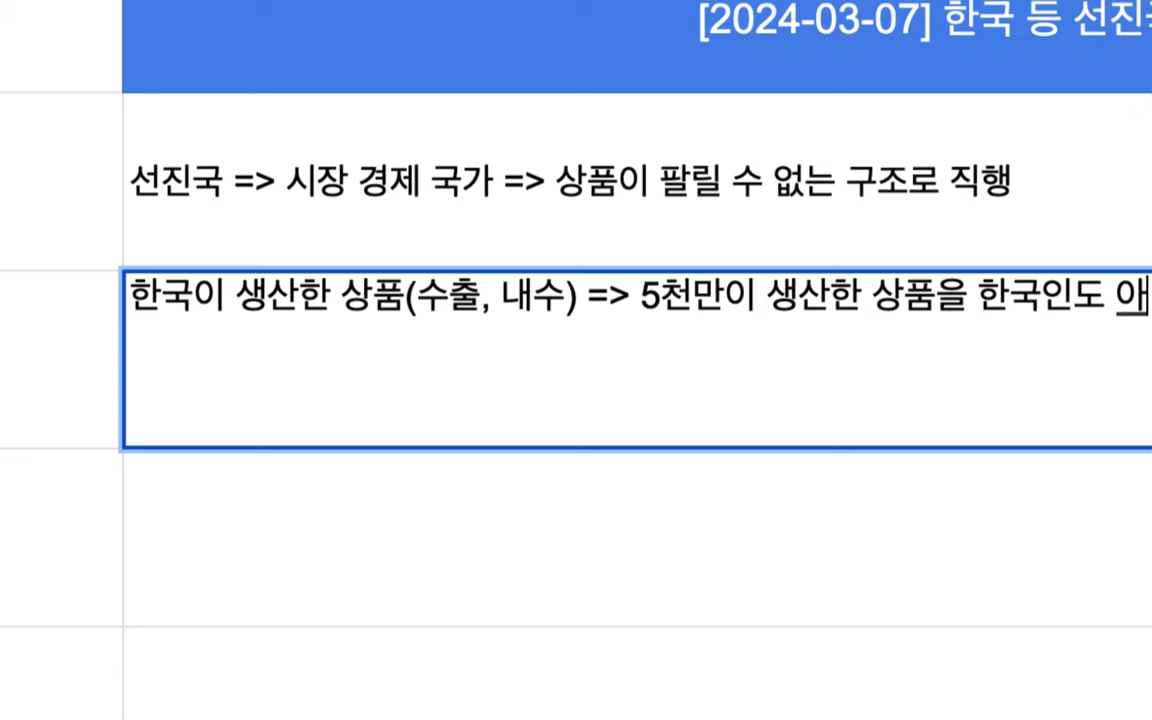 [2024-03-07] 한국 등 선진
선진국 => 시장 경제 국가 => 상품이 팔릴 수 없는 구조로 직행
한국이 생산한 상품(수출, 내수) => 5천만이 생산한 상품을 한국인도 아